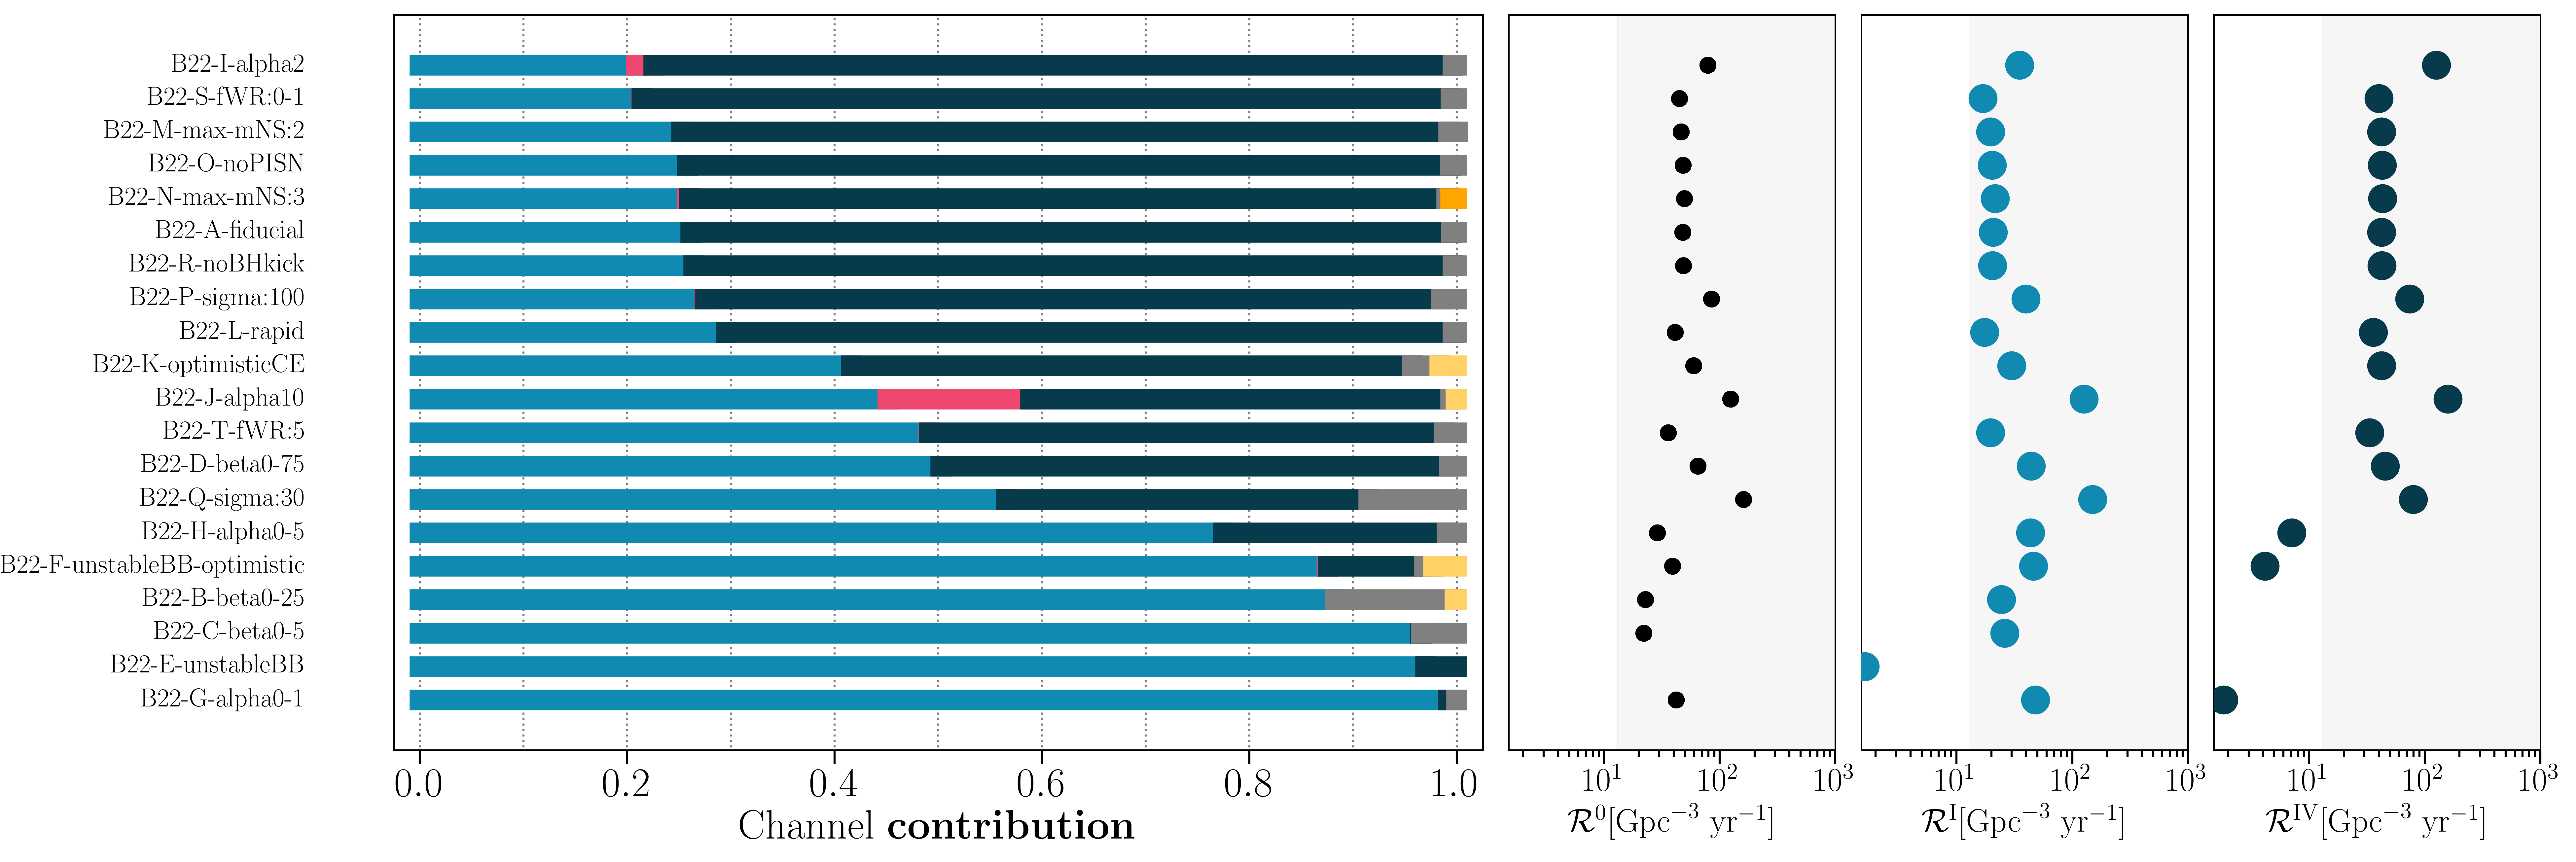 B22-I-alpha2
B22-S-fWR:0-1
B22-M-max-mNS:2
B22-O-noPISN
B22-N-max-mNS:3
B22-A-fiducial
B22-R-noBHkick
B22-P-sigma:100
B22-L-rapid
B22-K-optimisticCE
B22-J-alpha10
B22-T-fWR:5
B22-D-beta0-75
B22-Q-sigma:30
B22-H-alpha0-5
B22-F-unstableBB-optimistic
B22-B-beta0-25
B22-C-beta0-5
B22-E-unstableBB
B22-G-alpha0-1
0.0 0.2 0.4 0.6 0.8 1.0
Channel contribution
10¹ 10² 10³
ℛ⁰[Gpc⁻³ yr⁻¹]
10¹ 10² 10³
ℛᴵ[Gpc⁻³ yr⁻¹]
10¹ 10² 10³
ℛᴵⱽ[Gpc⁻³ yr⁻¹]